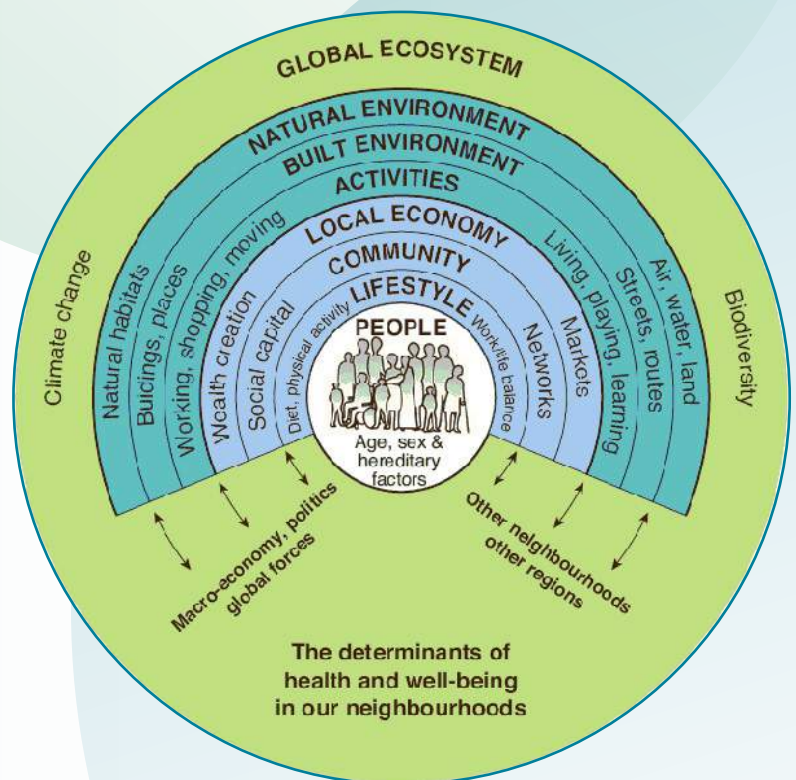 GLOBAL ECOSYSTEM
NATURAL ENVIRONMENT
BUILT ENVIRONMENT
ACTIVITIES
LOCAL ECONOMY
COMMUNITY
LIFESTYLE
PEOPLE
Age, sex &
hereditary
factors
Climate change
Natural habitats
Buicings, places
Working, shopping, moving
Wealth creation
Social capital
Diet, physical activity
Work/life balance
Networks
Markets
Living, playing, learning
Streets, routes
Air, water, land
Biodiversity
Macro-economy, politics
global forces
Other neighbourhoods
other regions
The determinants of
health and well-being
in our neighbourhoods